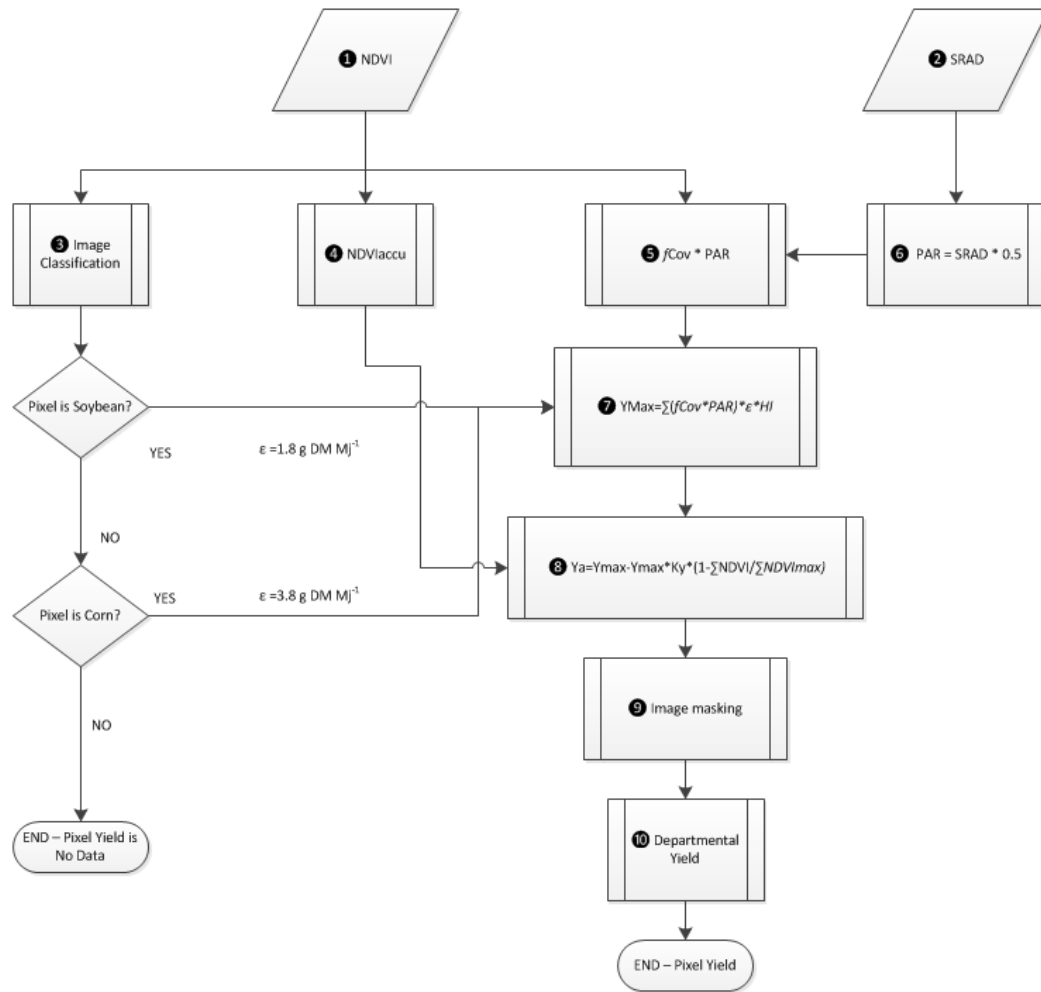 ❶ NDVI
❷ SRAD
❸ Image
Classification
❹ NDVIaccu
❺ fCov * PAR
❻ PAR = SRAD * 0.5
Pixel is Soybean?
YES
ε =1.8 g DM Mj⁻¹
❼ YMax=∑(fCov*PAR)*ε*HI
NO
❽ Ya=Ymax-Ymax*Ky*(1-∑NDVI/∑NDVImax)
Pixel is Corn?
YES
ε =3.8 g DM Mj⁻¹
❾ Image masking
NO
END – Pixel Yield is
No Data
❿ Departmental
Yield
END – Pixel Yield